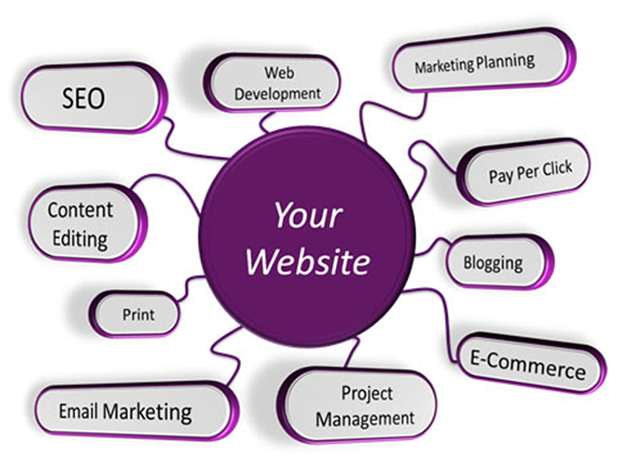 SEO
Web
Development
Marketing Planning
Content
Editing
Your
Website
Pay Per Click
Print
Blogging
Email Marketing
Project
Management
E-Commerce